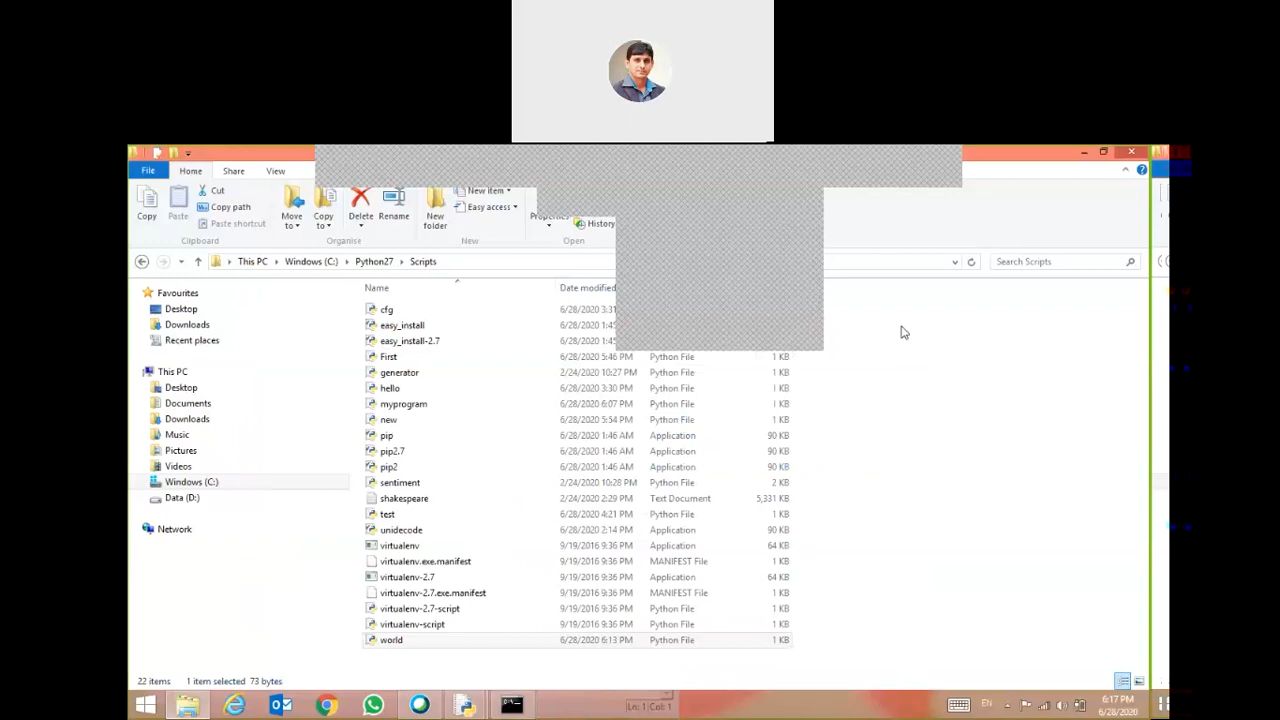 File Home Share View
Cut
Copy path
Paste shortcut
Copy Paste Move to Copy to Delete Rename New folder
New item
Easy access
Properties
History
Clipboard Organise New Open
This PC Windows (C:) Python27 Scripts Search Scripts
Name Date modified
Favourites
Desktop
Downloads
Recent places
This PC
Desktop
Documents
Downloads
Music
Pictures
Videos
Windows (C:)
Data (D:)
Network
cfg 6/28/2020 3:31
easy_install 6/28/2020 1:45
easy_install-2.7 6/28/2020 1:45
First 6/28/2020 5:46 PM Python File 1 KB
generator 2/24/2020 10:27 PM Python File 1 KB
hello 6/28/2020 3:30 PM Python File 1 KB
myprogram 6/28/2020 6:07 PM Python File 1 KB
new 6/28/2020 5:54 PM Python File 1 KB
pip 6/28/2020 1:46 AM Application 90 KB
pip2.7 6/28/2020 1:46 AM Application 90 KB
pip2 6/28/2020 1:46 AM Application 90 KB
sentiment 2/24/2020 10:28 PM Python File 2 KB
shakespeare 2/24/2020 2:29 PM Text Document 5,331 KB
test 6/28/2020 4:21 PM Python File 1 KB
unidecode 6/28/2020 2:14 PM Application 90 KB
virtualenv 9/19/2016 9:36 PM Application 64 KB
virtualenv.exe.manifest 9/19/2016 9:36 PM MANIFEST File 1 KB
virtualenv-2.7 9/19/2016 9:36 PM Application 64 KB
virtualenv-2.7.exe.manifest 9/19/2016 9:36 PM MANIFEST File 1 KB
virtualenv-2.7-script 9/19/2016 9:36 PM Python File 1 KB
virtualenv-script 9/19/2016 9:36 PM Python File 1 KB
world 6/28/2020 6:13 PM Python File 1 KB
22 items 1 item selected 73 bytes
Ln: 1 Col: 1
EN
6:17 PM
6/28/2020